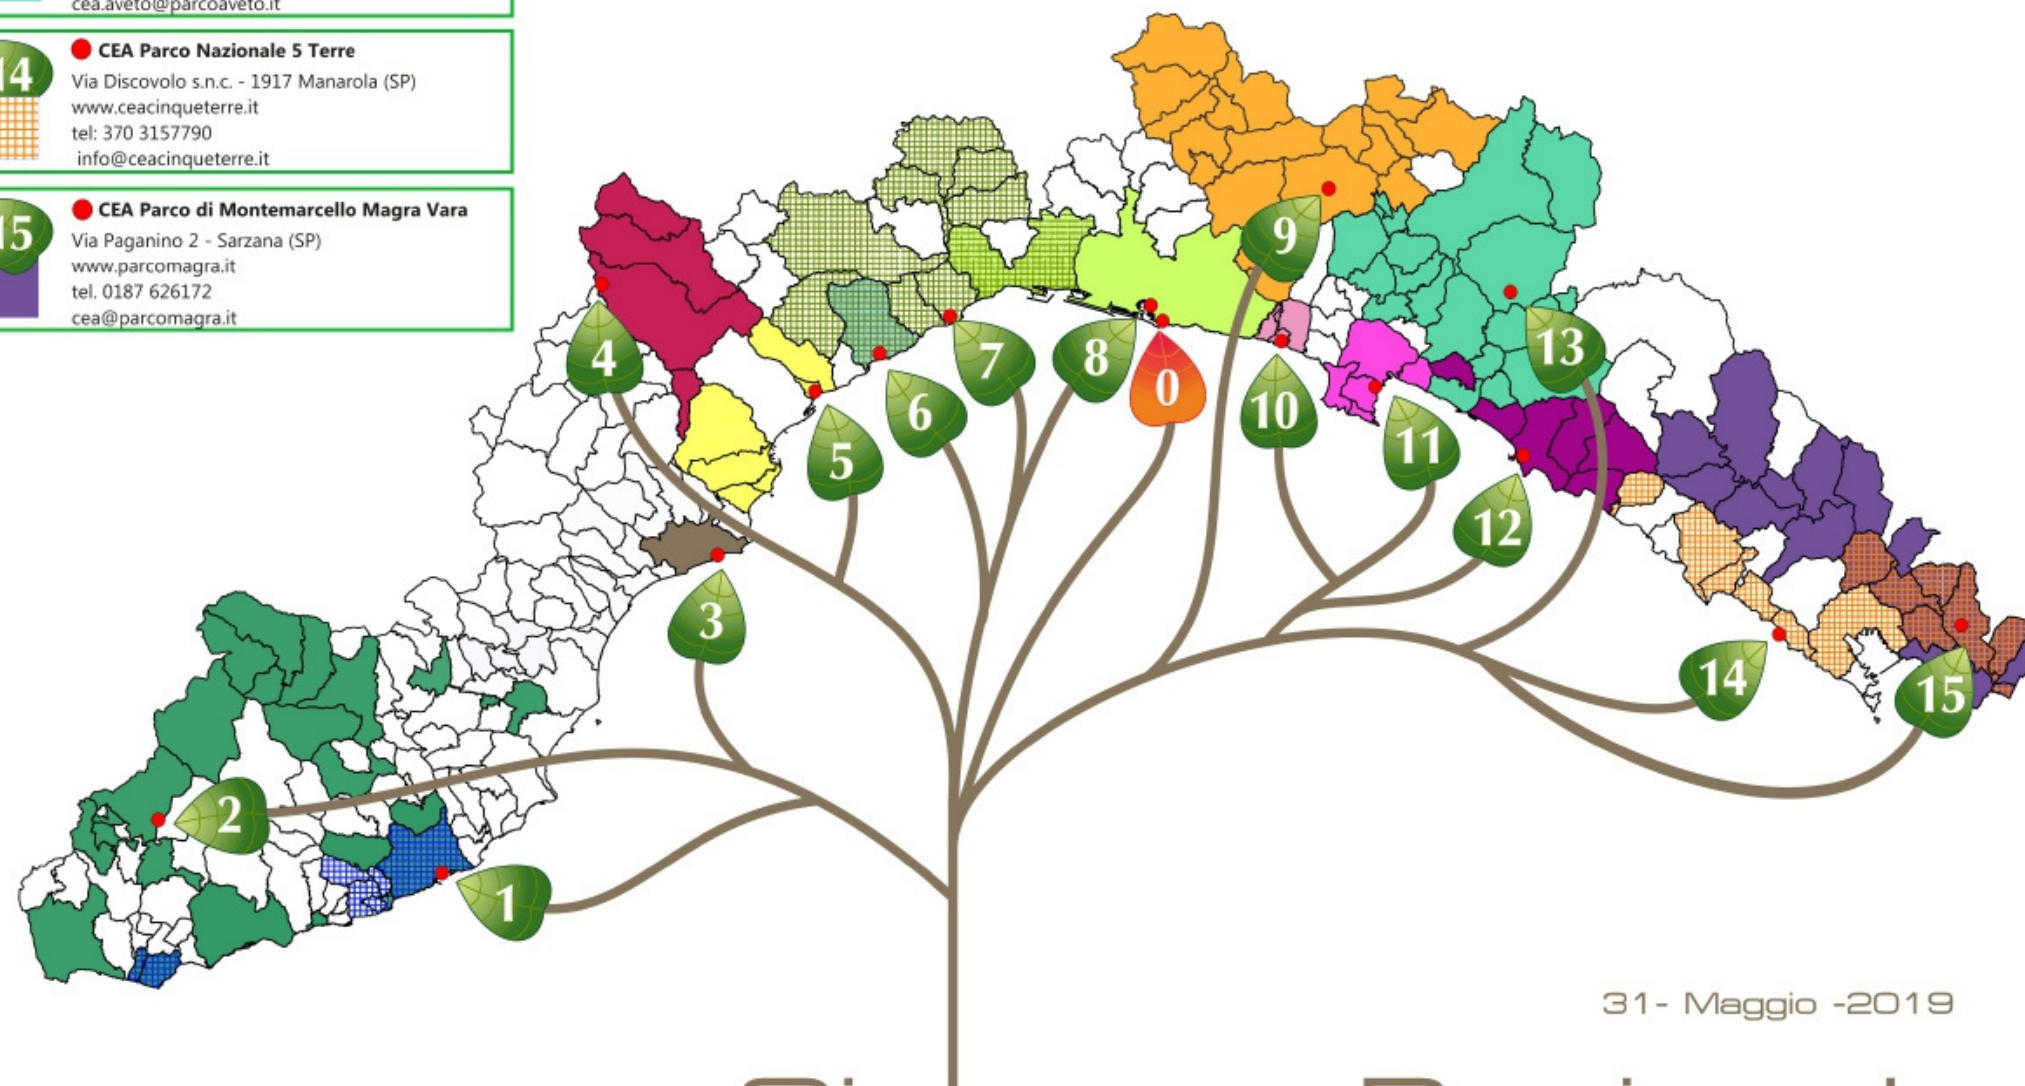 cea.aveto@parcoaveto.it
14
CEA Parco Nazionale 5 Terre
Via Discovolo s.n.c. - 1917 Manarola (SP)
www.ceacinqueterre.it
tel: 370 3157790
info@ceacinqueterre.it
15
CEA Parco di Montemarcello Magra Vara
Via Paganino 2 - Sarzana (SP)
www.parcomagra.it
tel. 0187 626172
cea@parcomagra.it
9
4
7
8
0
13
6
10
5
11
12
3
14
15
2
1
31- Maggio -2019